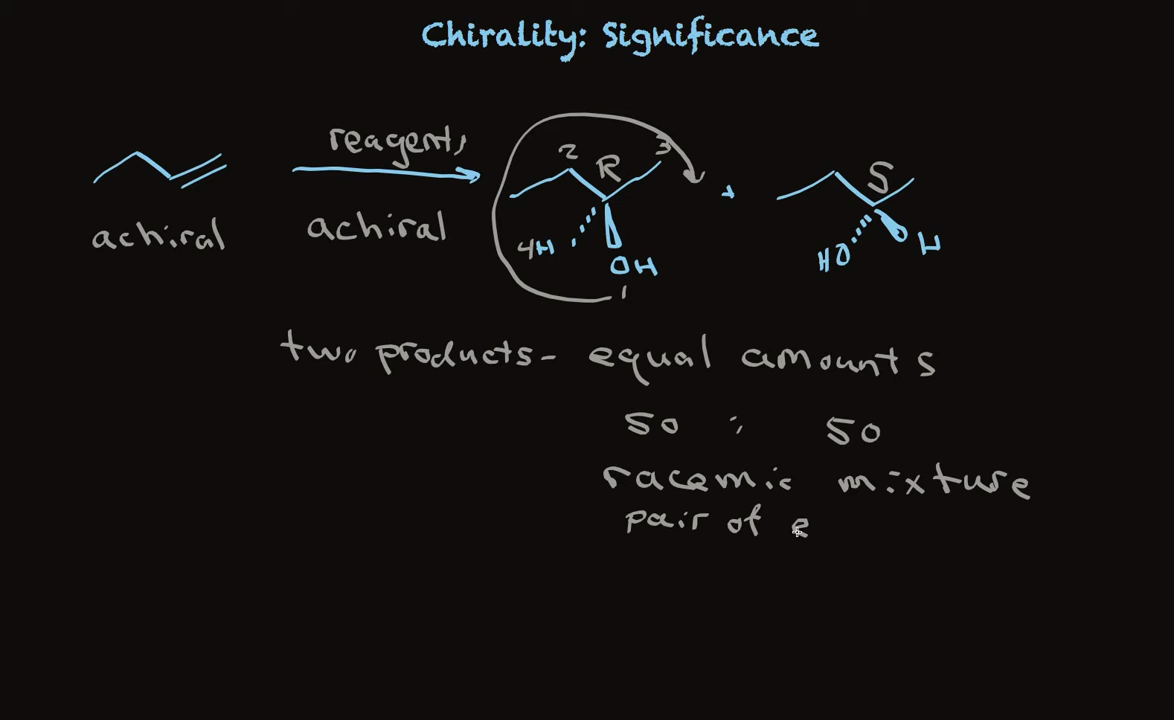 Chirality: Significance
reagents
achiral
achiral
2
R
3
4H
OH
1
+
S
HO
H
two products - equal amounts
50 : 50
racemic mixture
pair of e